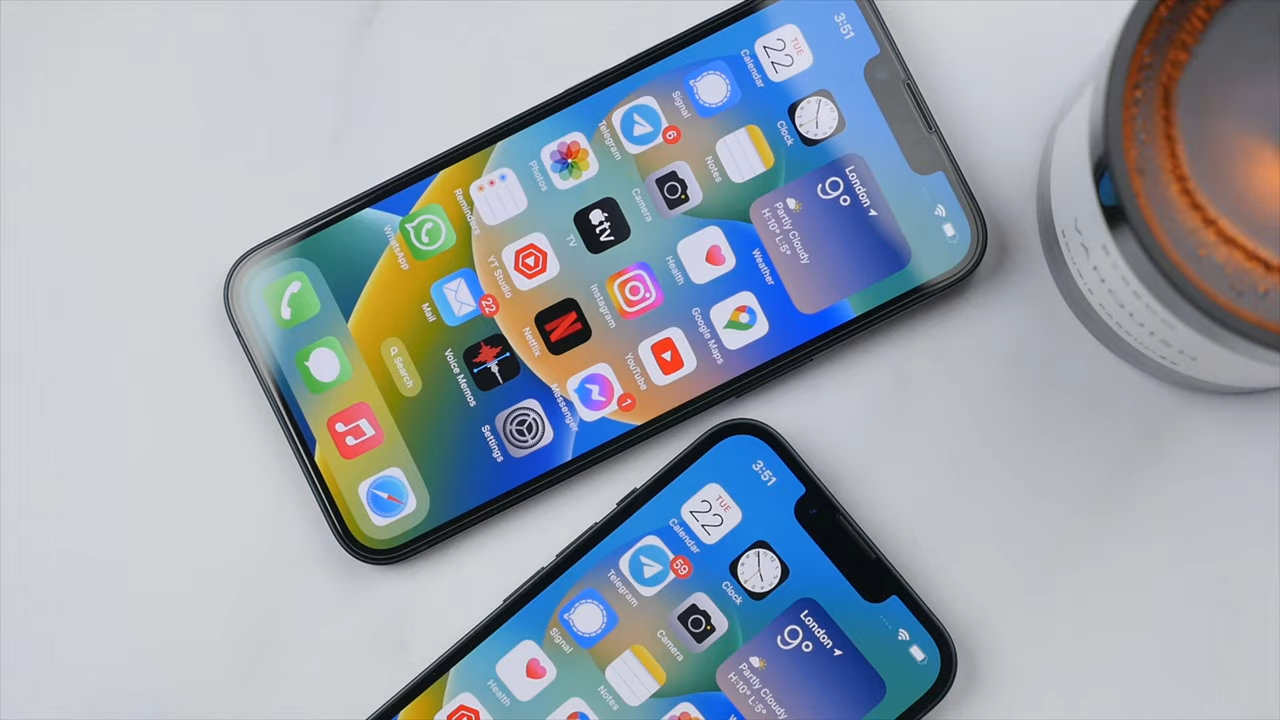 3:51
TUE
22
Calendar
Clock
London
9°
Partly Cloudy
H:10° L:5°
Weather
Signal
Notes
Telegram
6
Camera
Health
Google Maps
Photos
tv
TV
Instagram
YouTube
Reminders
YT Studio
N
Netflix
Messenger
1
WhatsApp
Mail
22
Voice Memos
Settings
Search
3:51
TUE
22
Calendar
Clock
London
9°
Partly Cloudy
H:10° L:5°
Telegram
59
Camera
Signal
Notes
Health